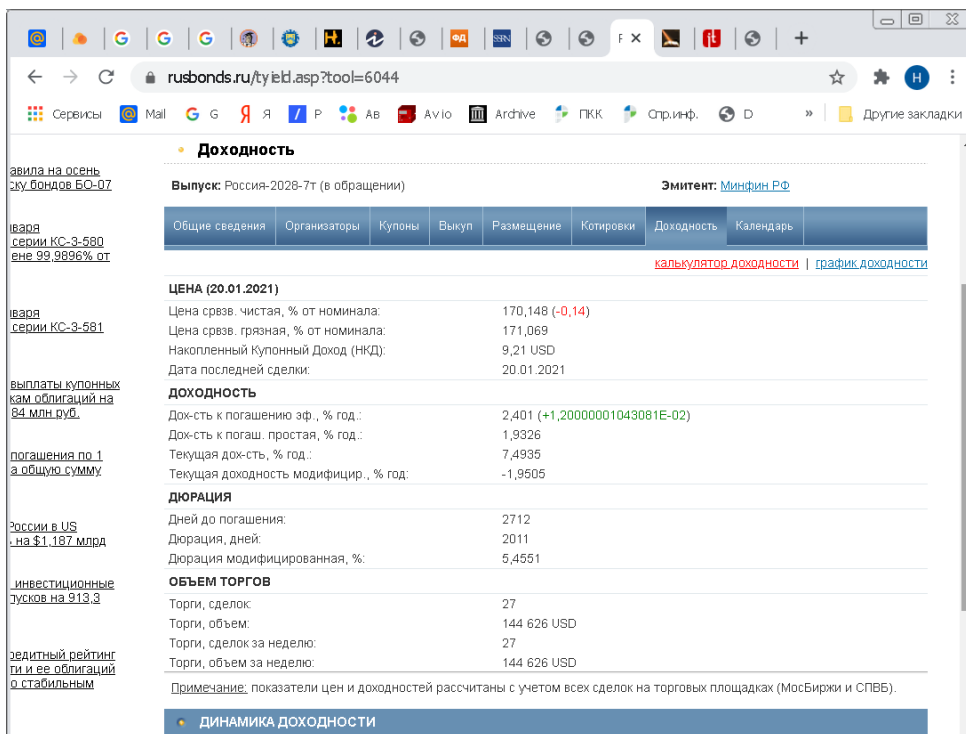 rusbonds.ru/tyield.asp?tool=6044
Сервисы Mail G Я Р АВ Avio Archive ПКК Спр.инф. D » Другие закладки
Доходность
авила на осень
ску бондов БО-07
Выпуск: Россия-2028-7т (в обращении) Эмитент: Минфин РФ
Общие сведения Организаторы Купоны Выкуп Размещение Котировки Доходность Календарь
нваря
серии КС-3-580
ене 99,9896% от
калькулятор доходности | график доходности
ЦЕНА (20.01.2021)
Цена срвзв. чистая, % от номинала: 170,148 (-0,14)
Цена срвзв. грязная, % от номинала: 171,069
Накопленный Купонный Доход (НКД): 9,21 USD
Дата последней сделки: 20.01.2021
нваря
серии КС-3-581
ДОХОДНОСТЬ
Дох-сть к погашению эф., % год.: 2,401 (+1,20000001043081E-02)
Дох-сть к погаш. простая, % год.: 1,9326
Текущая дох-сть, % год.: 7,4935
Текущая доходность модифицир., % год: -1,9505
выплаты купонных
кам облигаций на
84 млн руб.
погашения по 1
а общую сумму
ДЮРАЦИЯ
Дней до погашения: 2712
Дюрация, дней: 2011
Дюрация модифицированная, %: 5,4551
России в US
на $1,187 млрд
ОБЪЕМ ТОРГОВ
Торги, сделок: 27
Торги, объем: 144 626 USD
Торги, сделок за неделю: 27
Торги, объем за неделю: 144 626 USD
инвестиционные
пусков на 913,3
редитный рейтинг
ти и ее облигаций
о стабильным
Примечание: показатели цен и доходностей рассчитаны с учетом всех сделок на торговых площадках (МосБиржи и СПВБ).
ДИНАМИКА ДОХОДНОСТИ